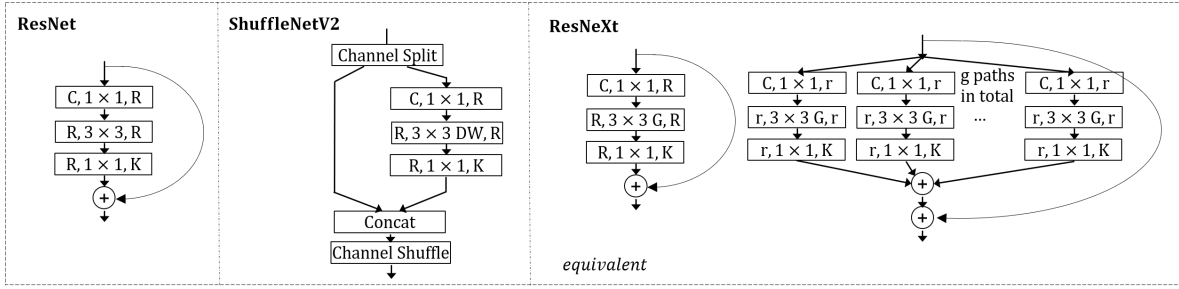 ResNet
C, 1 × 1, R
R, 3 × 3, R
R, 1 × 1, K
+
ShuffleNetV2
Channel Split
C, 1 × 1, R
R, 3 × 3 DW, R
R, 1 × 1, K
Concat
Channel Shuffle
ResNeXt
C, 1 × 1, R
R, 3 × 3 G, R
R, 1 × 1, K
+
equivalent
C, 1 × 1, r
C, 1 × 1, r
g paths
in total
C, 1 × 1, r
r, 3 × 3 G, r
r, 3 × 3 G, r
...
r, 3 × 3 G, r
r, 1 × 1, K
r, 1 × 1, K
r, 1 × 1, K
+
+